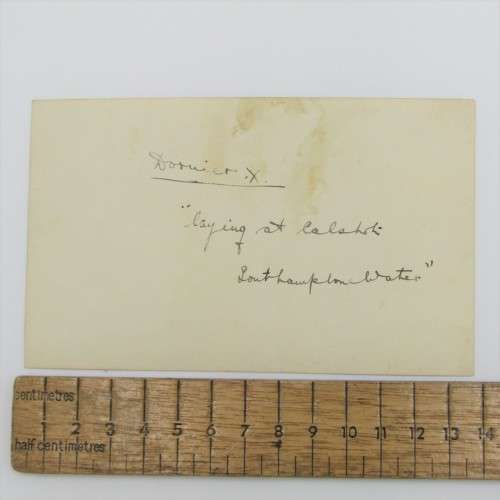 Dornier. X.
"laying at Calshot
Southampton Water"
centimetres
1 2 3 4 5 6 7 8 9 10 11 12 13 14
half centimetres